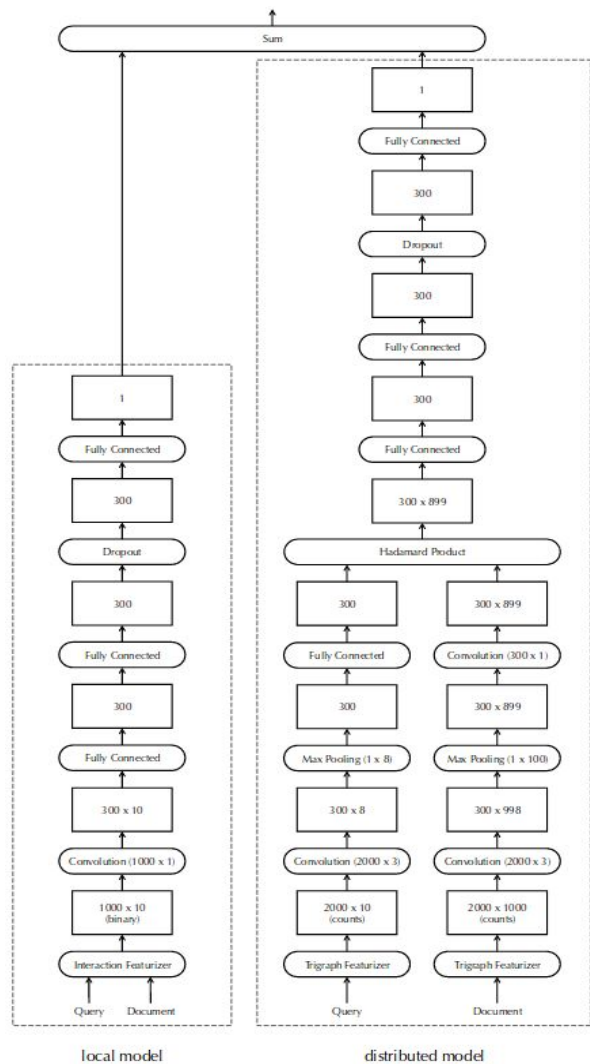 Sum
1
Fully Connected
300
Dropout
300
Fully Connected
300
Fully Connected
300 x 899
Hadamard Product
300
Fully Connected
300
Max Pooling (1 x 8)
300 x 8
Convolution (2000 x 3)
2000 x 10
(counts)
Trigraph Featurizer
Query
300 x 899
Convolution (300 x 1)
300 x 899
Max Pooling (1 x 100)
300 x 998
Convolution (2000 x 3)
2000 x 1000
(counts)
Trigraph Featurizer
Document
distributed model
1
Fully Connected
300
Dropout
300
Fully Connected
300
Fully Connected
300 x 10
Convolution (1000 x 1)
1000 x 10
(binary)
Interaction Featurizer
Query
Document
local model